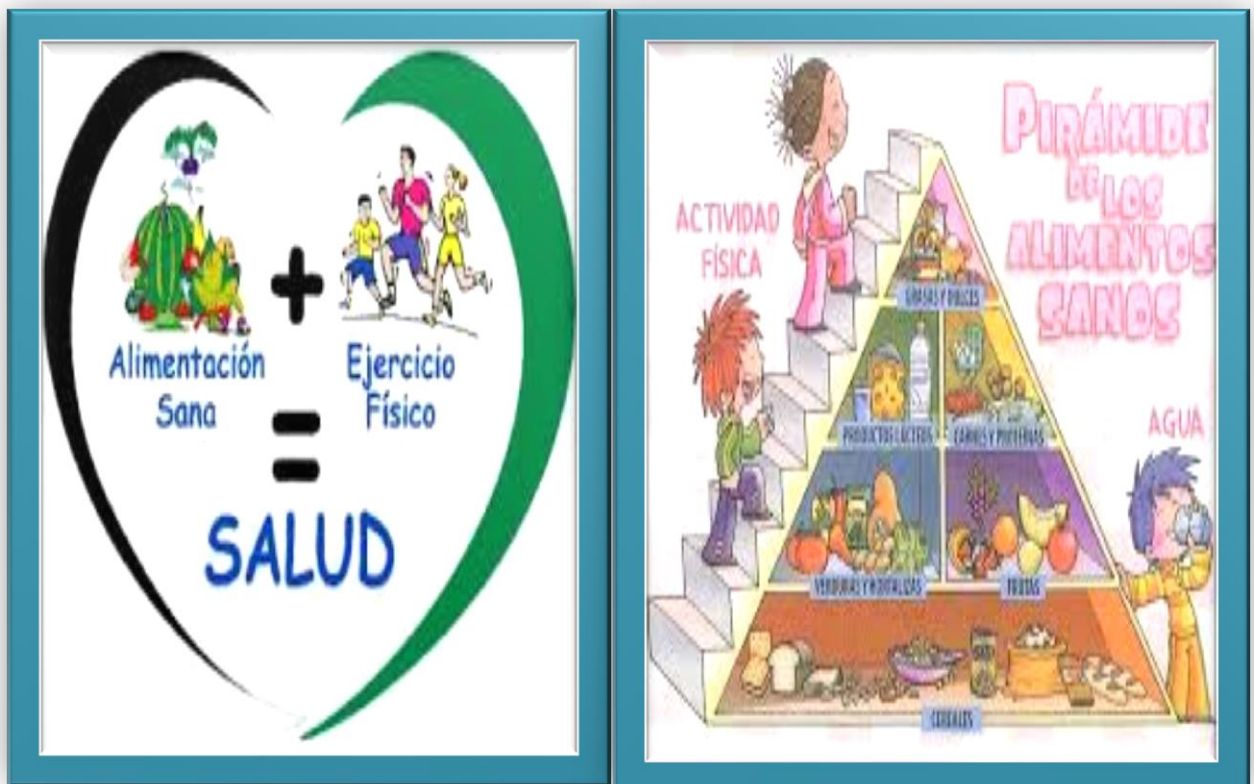 Alimentación
Sana
+
Ejercicio
Físico
=
SALUD
PIRÁMIDE
DE LOS
ALIMENTOS
SANOS
ACTIVIDAD
FÍSICA
AGUA
GRASAS Y DULCES
PRODUCTOS LÁCTEOS
CARNES Y PROTEINAS
VERDURAS Y HORTALIZAS
FRUTAS
CEREALES